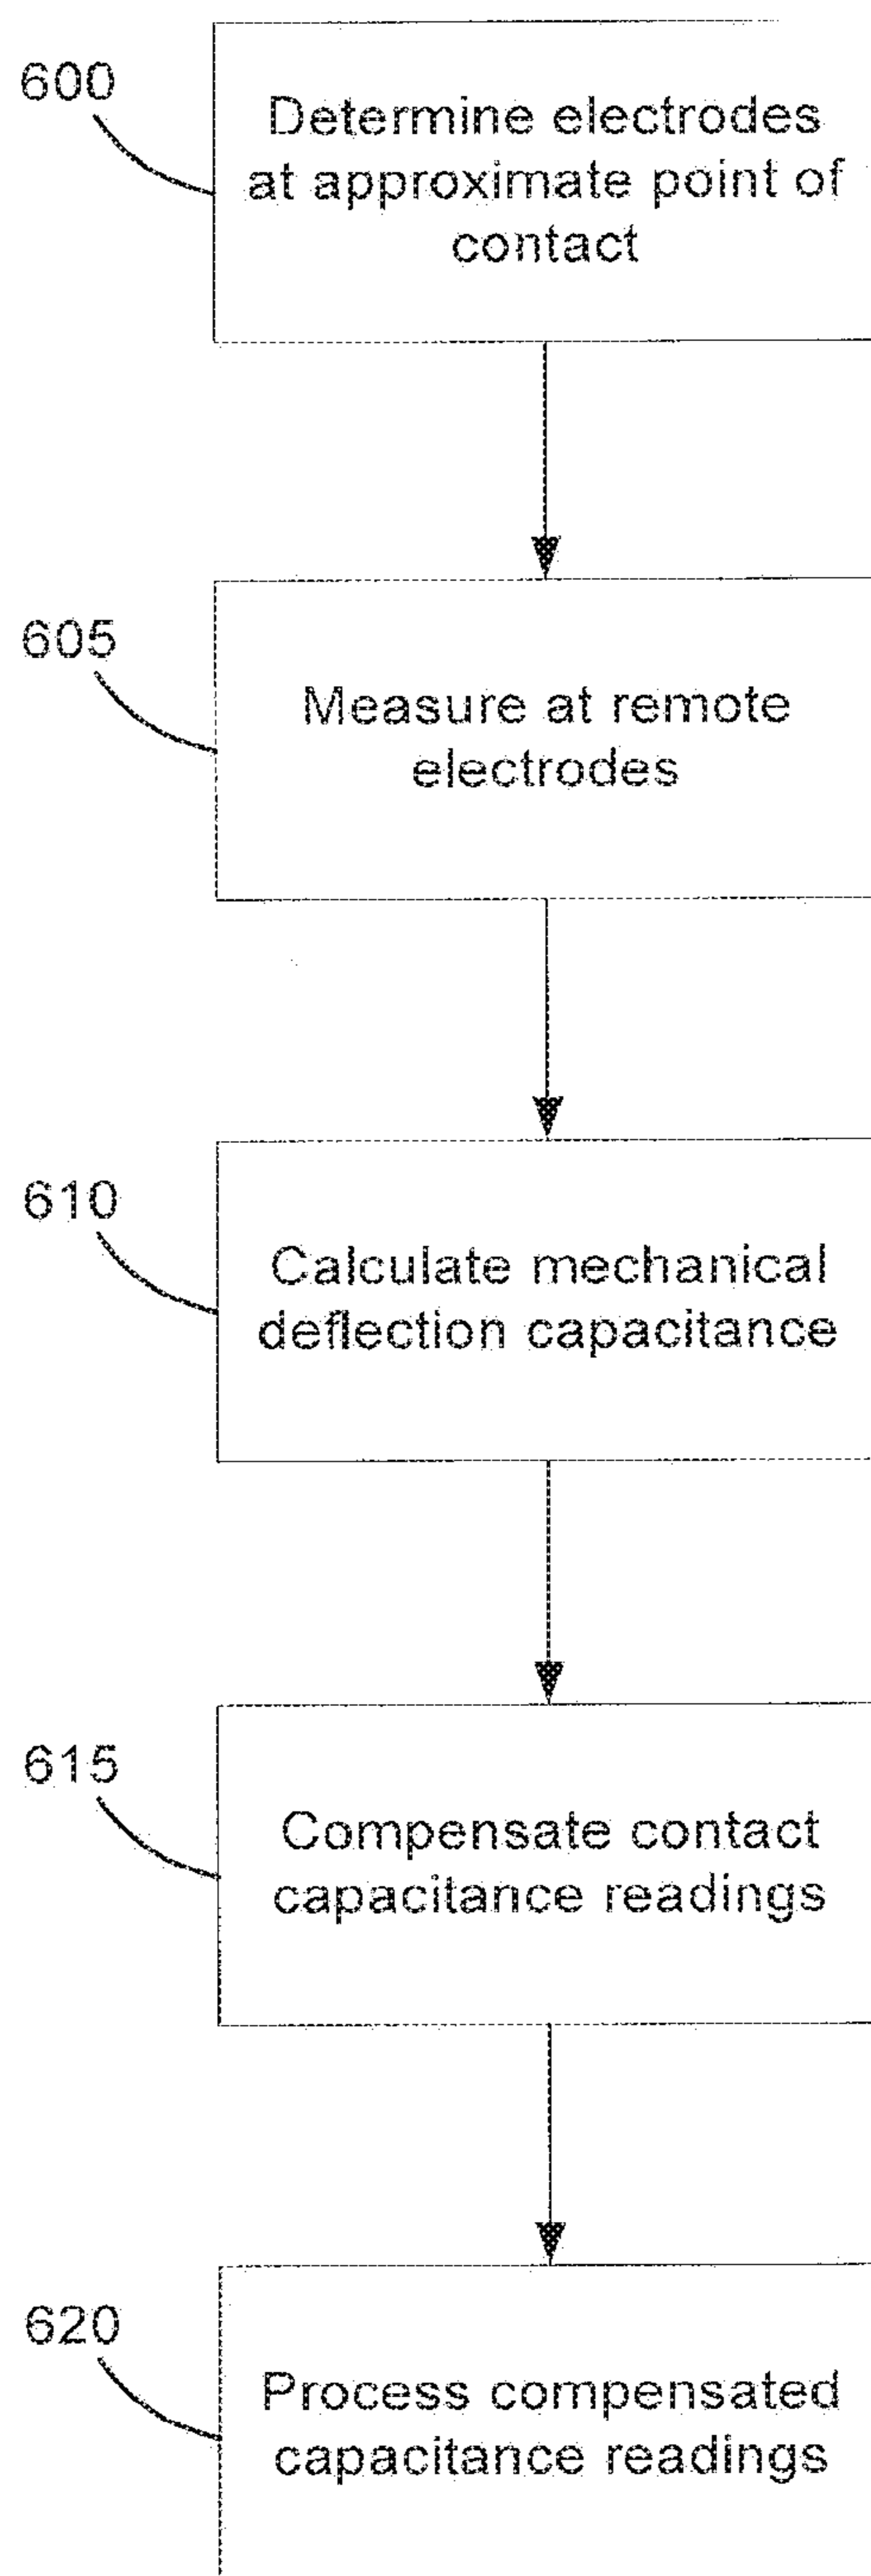 600
Determine electrodes
at approximate point of
contact
605
Measure at remote
electrodes
610
Calculate mechanical
deflection capacitance
615
Compensate contact
capacitance readings
620
Process compensated
capacitance readings